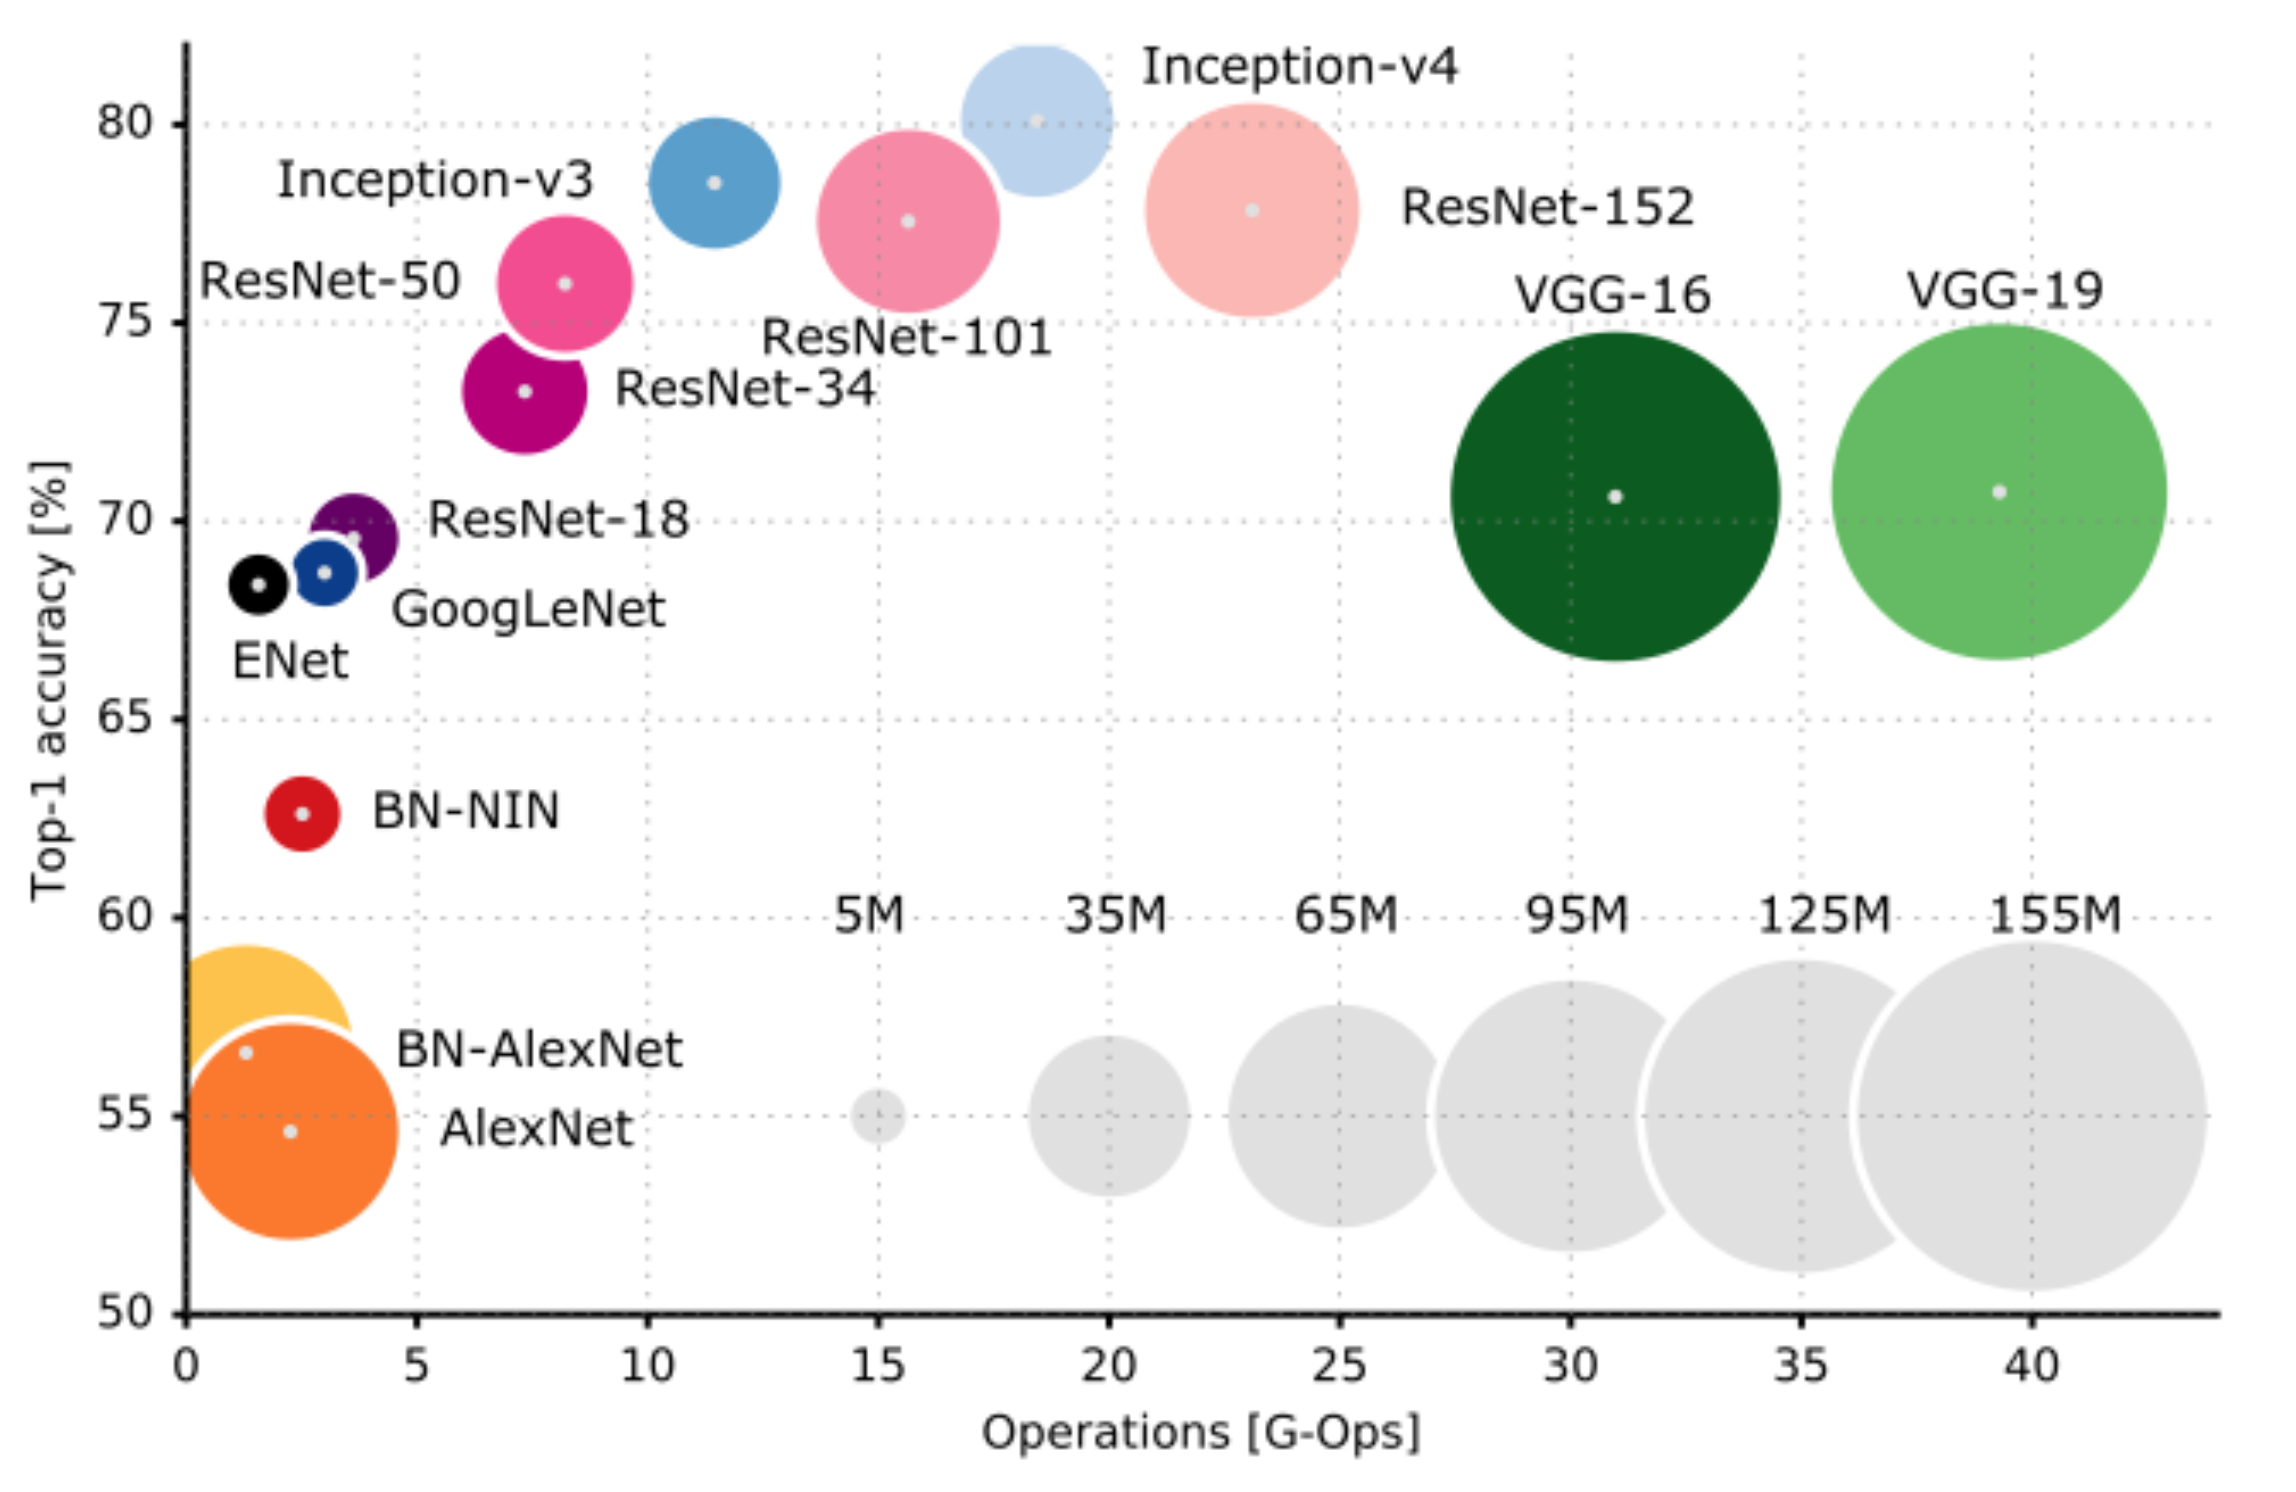 Inception-v4
80
Inception-v3
ResNet-152
ResNet-50
VGG-16
VGG-19
75
ResNet-101
ResNet-34
70
ResNet-18
GoogLeNet
ENet
Top-1 accuracy [%]
65
BN-NIN
60
5M 35M 65M 95M 125M 155M
BN-AlexNet
55
AlexNet
50
0 5 10 15 20 25 30 35 40
Operations [G-Ops]